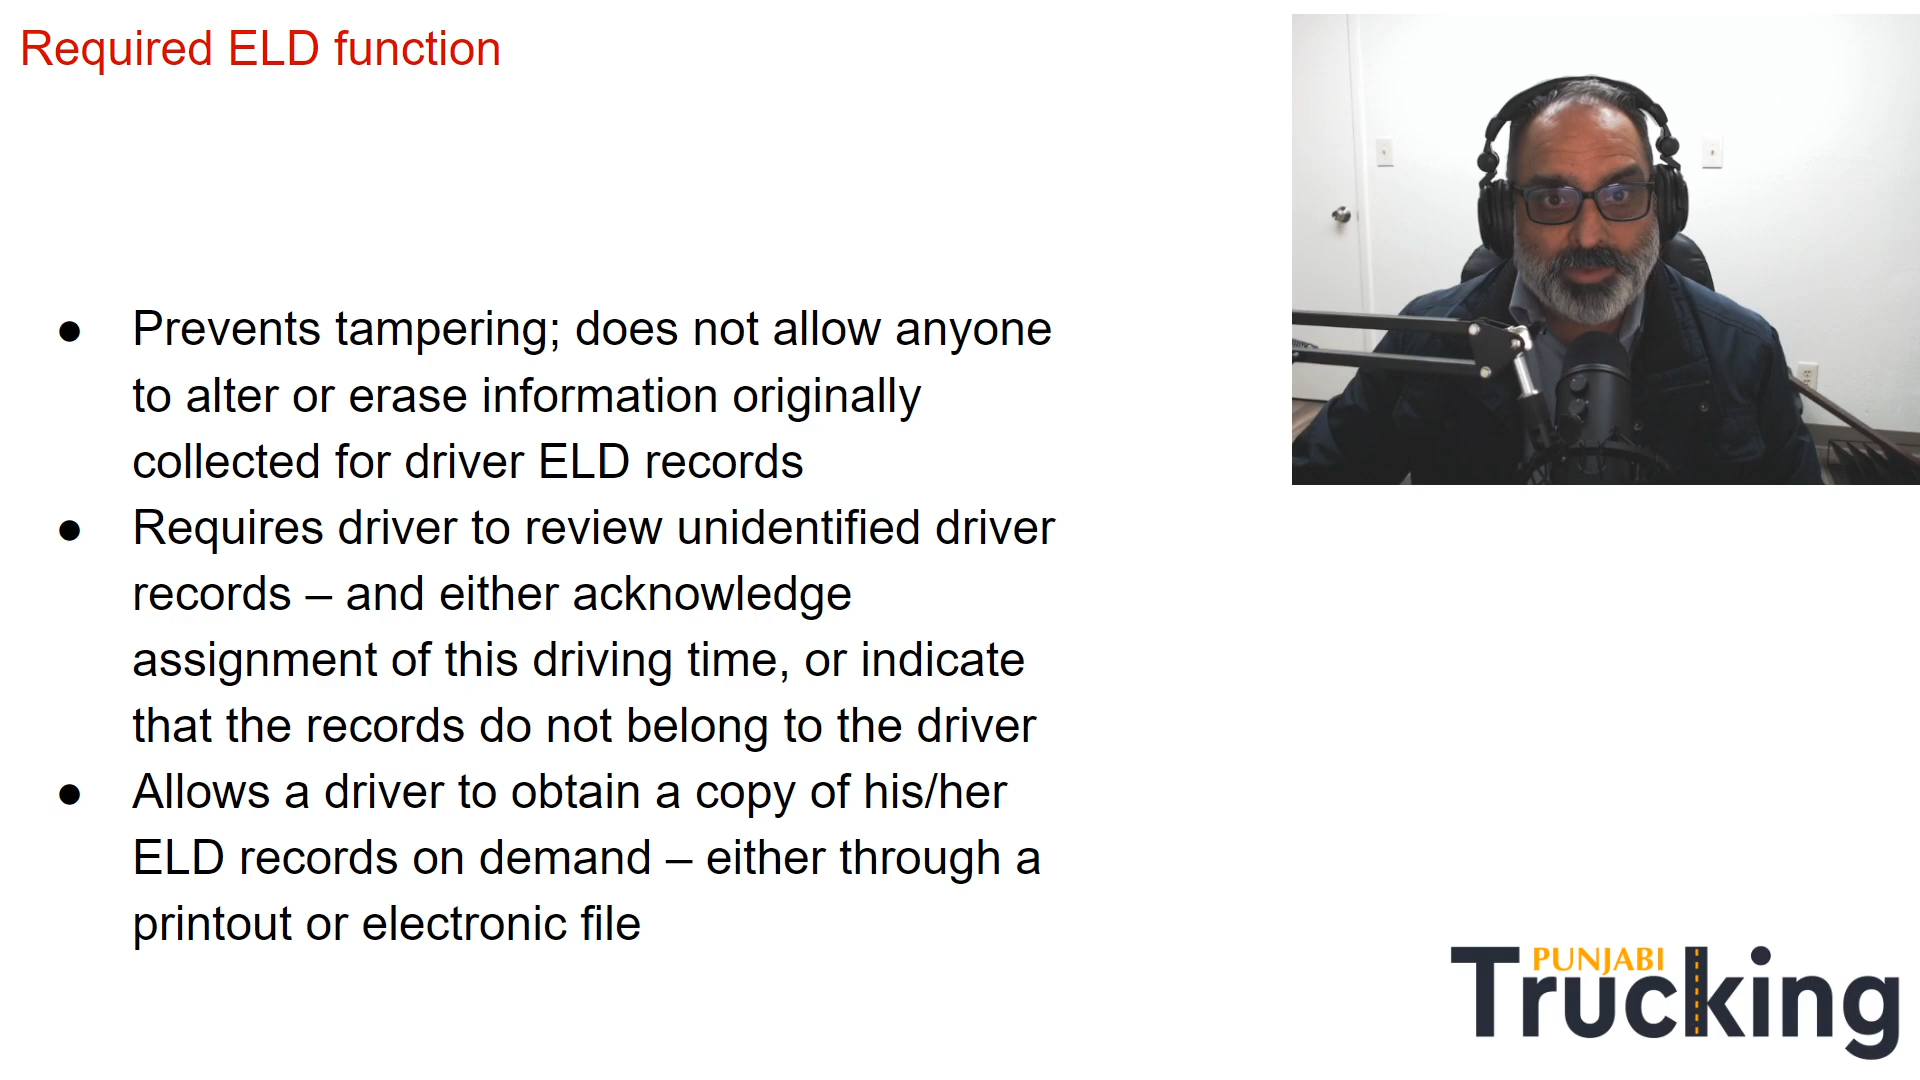 Required ELD function
● Prevents tampering; does not allow anyone
to alter or erase information originally
collected for driver ELD records
● Requires driver to review unidentified driver
records – and either acknowledge
assignment of this driving time, or indicate
that the records do not belong to the driver
● Allows a driver to obtain a copy of his/her
ELD records on demand – either through a
printout or electronic file
PUNJABI
Trucking